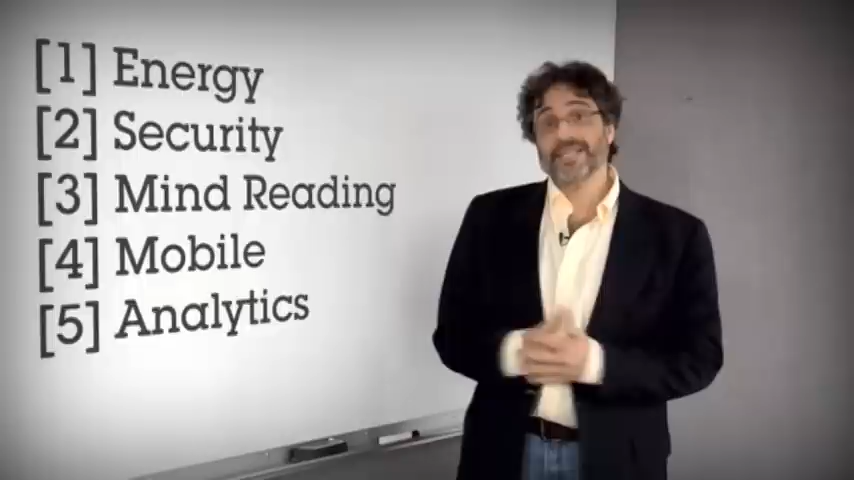 [1] Energy
[2] Security
[3] Mind Reading
[4] Mobile
[5] Analytics